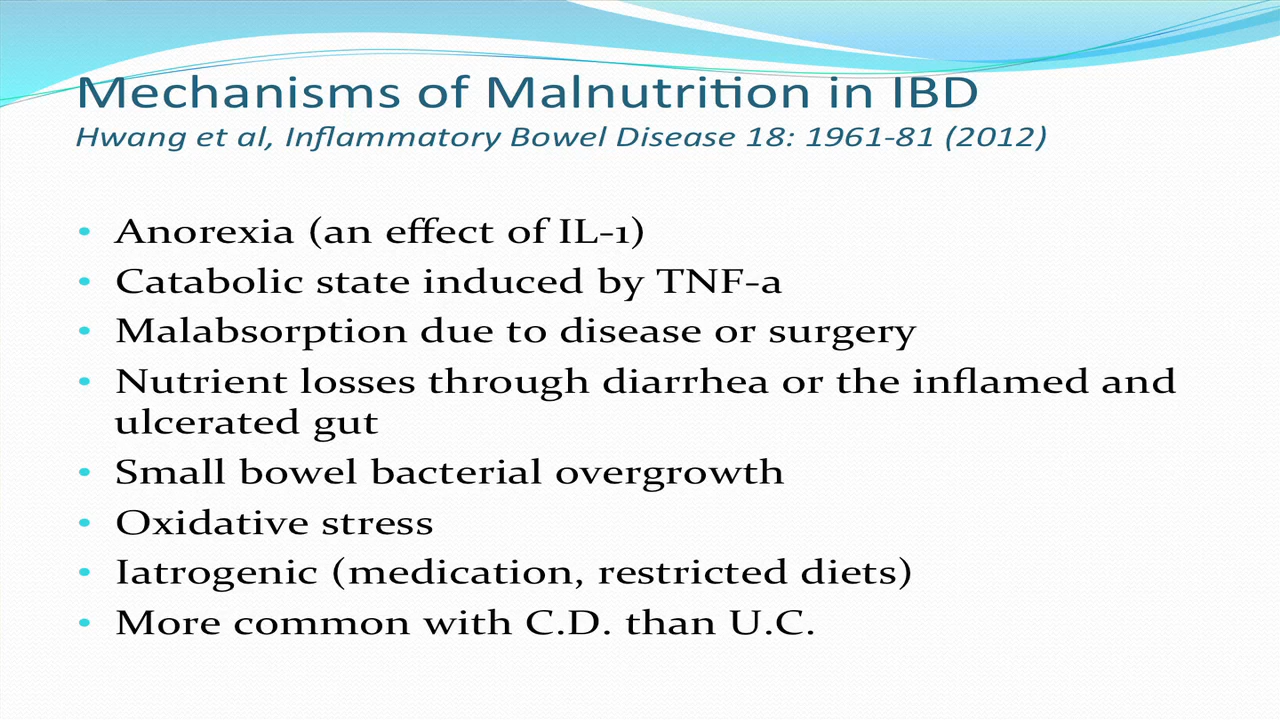 Mechanisms of Malnutrition in IBD
Hwang et al, Inflammatory Bowel Disease 18: 1961-81 (2012)
• Anorexia (an effect of IL-1)
• Catabolic state induced by TNF-a
• Malabsorption due to disease or surgery
• Nutrient losses through diarrhea or the inflamed and
ulcerated gut
• Small bowel bacterial overgrowth
• Oxidative stress
• Iatrogenic (medication, restricted diets)
• More common with C.D. than U.C.